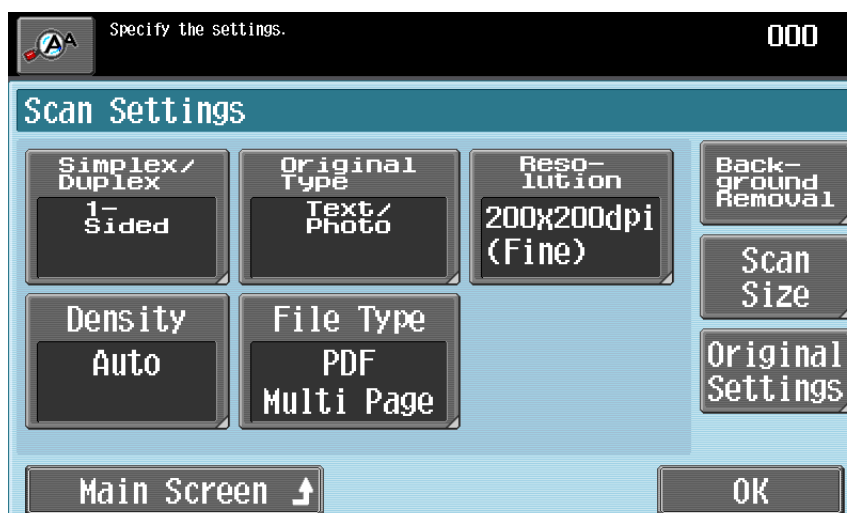 AA
Specify the settings.
000
Scan Settings
Simplex/
Duplex
1-
Sided
Original
Type
Text/
Photo
Reso-
lution
200x200dpi
(Fine)
Back-
ground
Removal
Scan
Size
Density
Auto
File Type
PDF
Multi Page
Original
Settings
Main Screen
OK